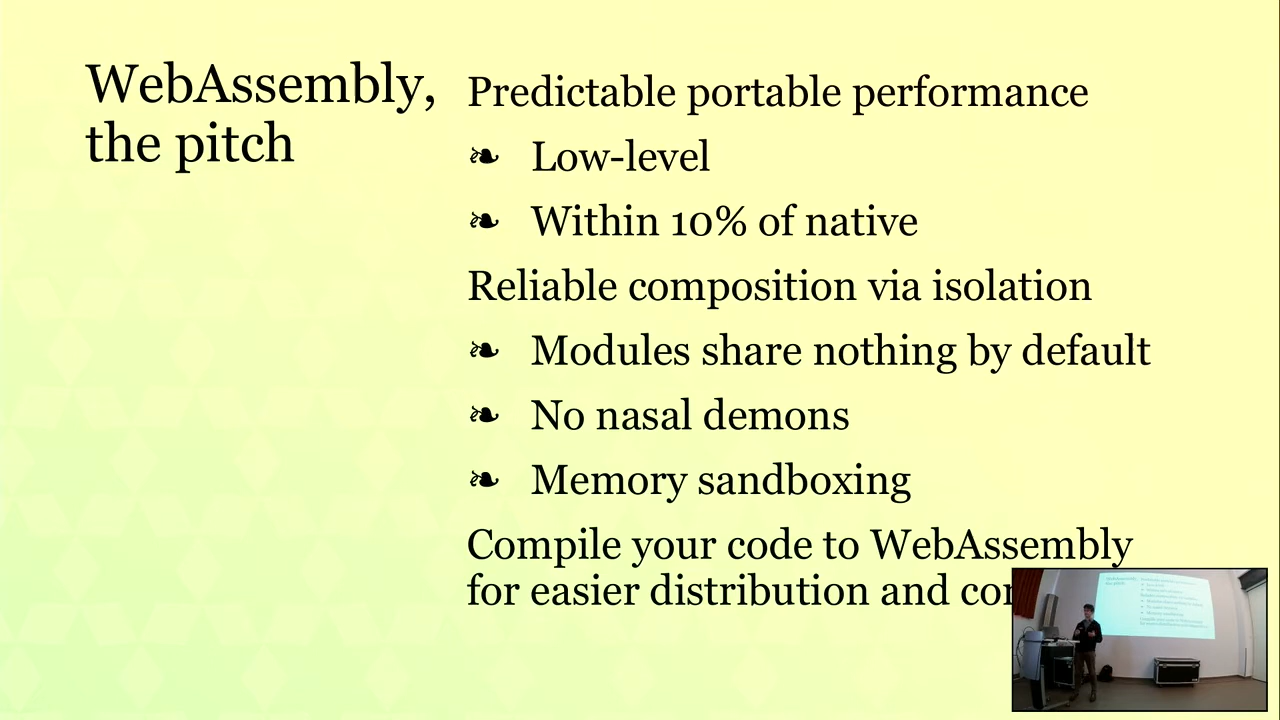 WebAssembly,
the pitch
Predictable portable performance
❧ Low-level
❧ Within 10% of native
Reliable composition via isolation
❧ Modules share nothing by default
❧ No nasal demons
❧ Memory sandboxing
Compile your code to WebAssembly
for easier distribution and